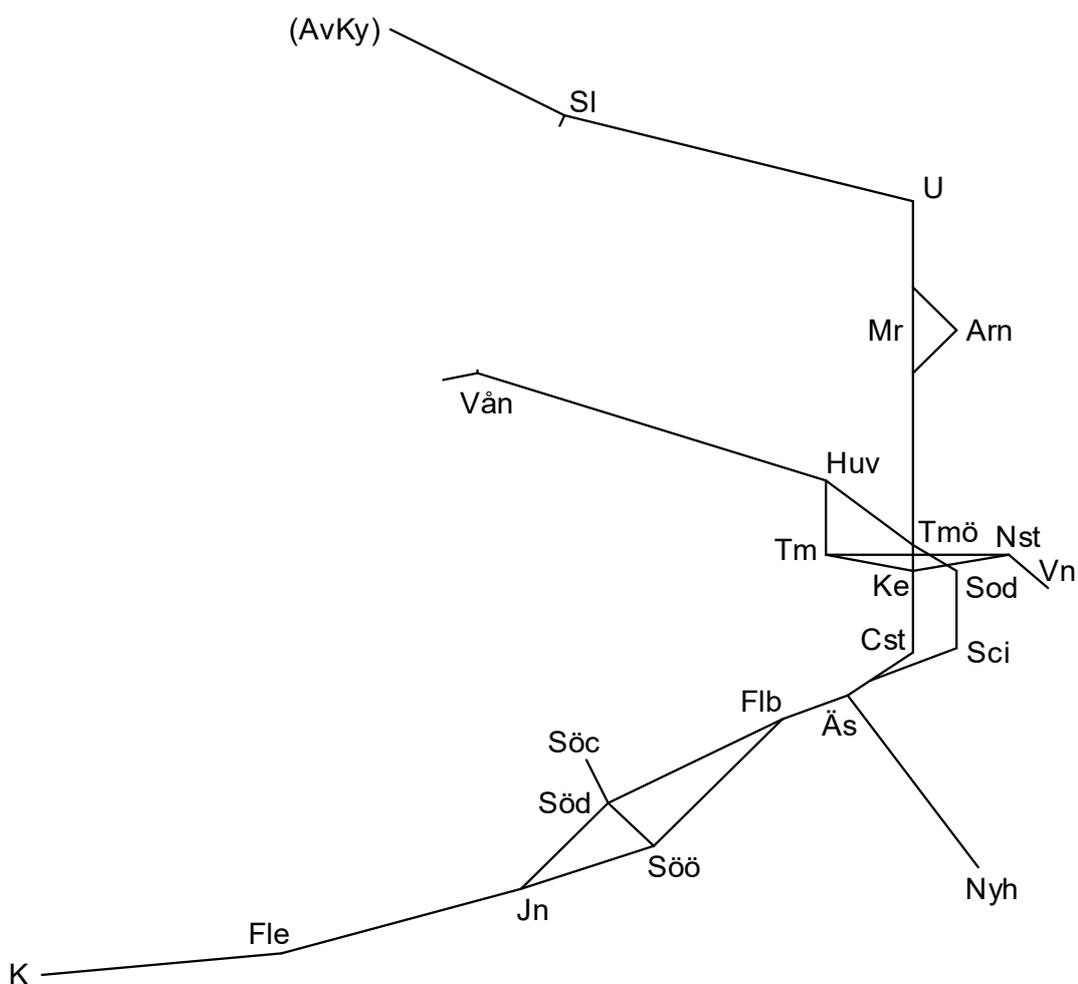 (AvKy)
Sl
U
Mr
Arn
Vån
Huv
Tmö
Nst
Tm
Vn
Ke
Sod
Cst
Sci
Flb
Äs
Söc
Söd
Söö
Nyh
Jn
Fle
K